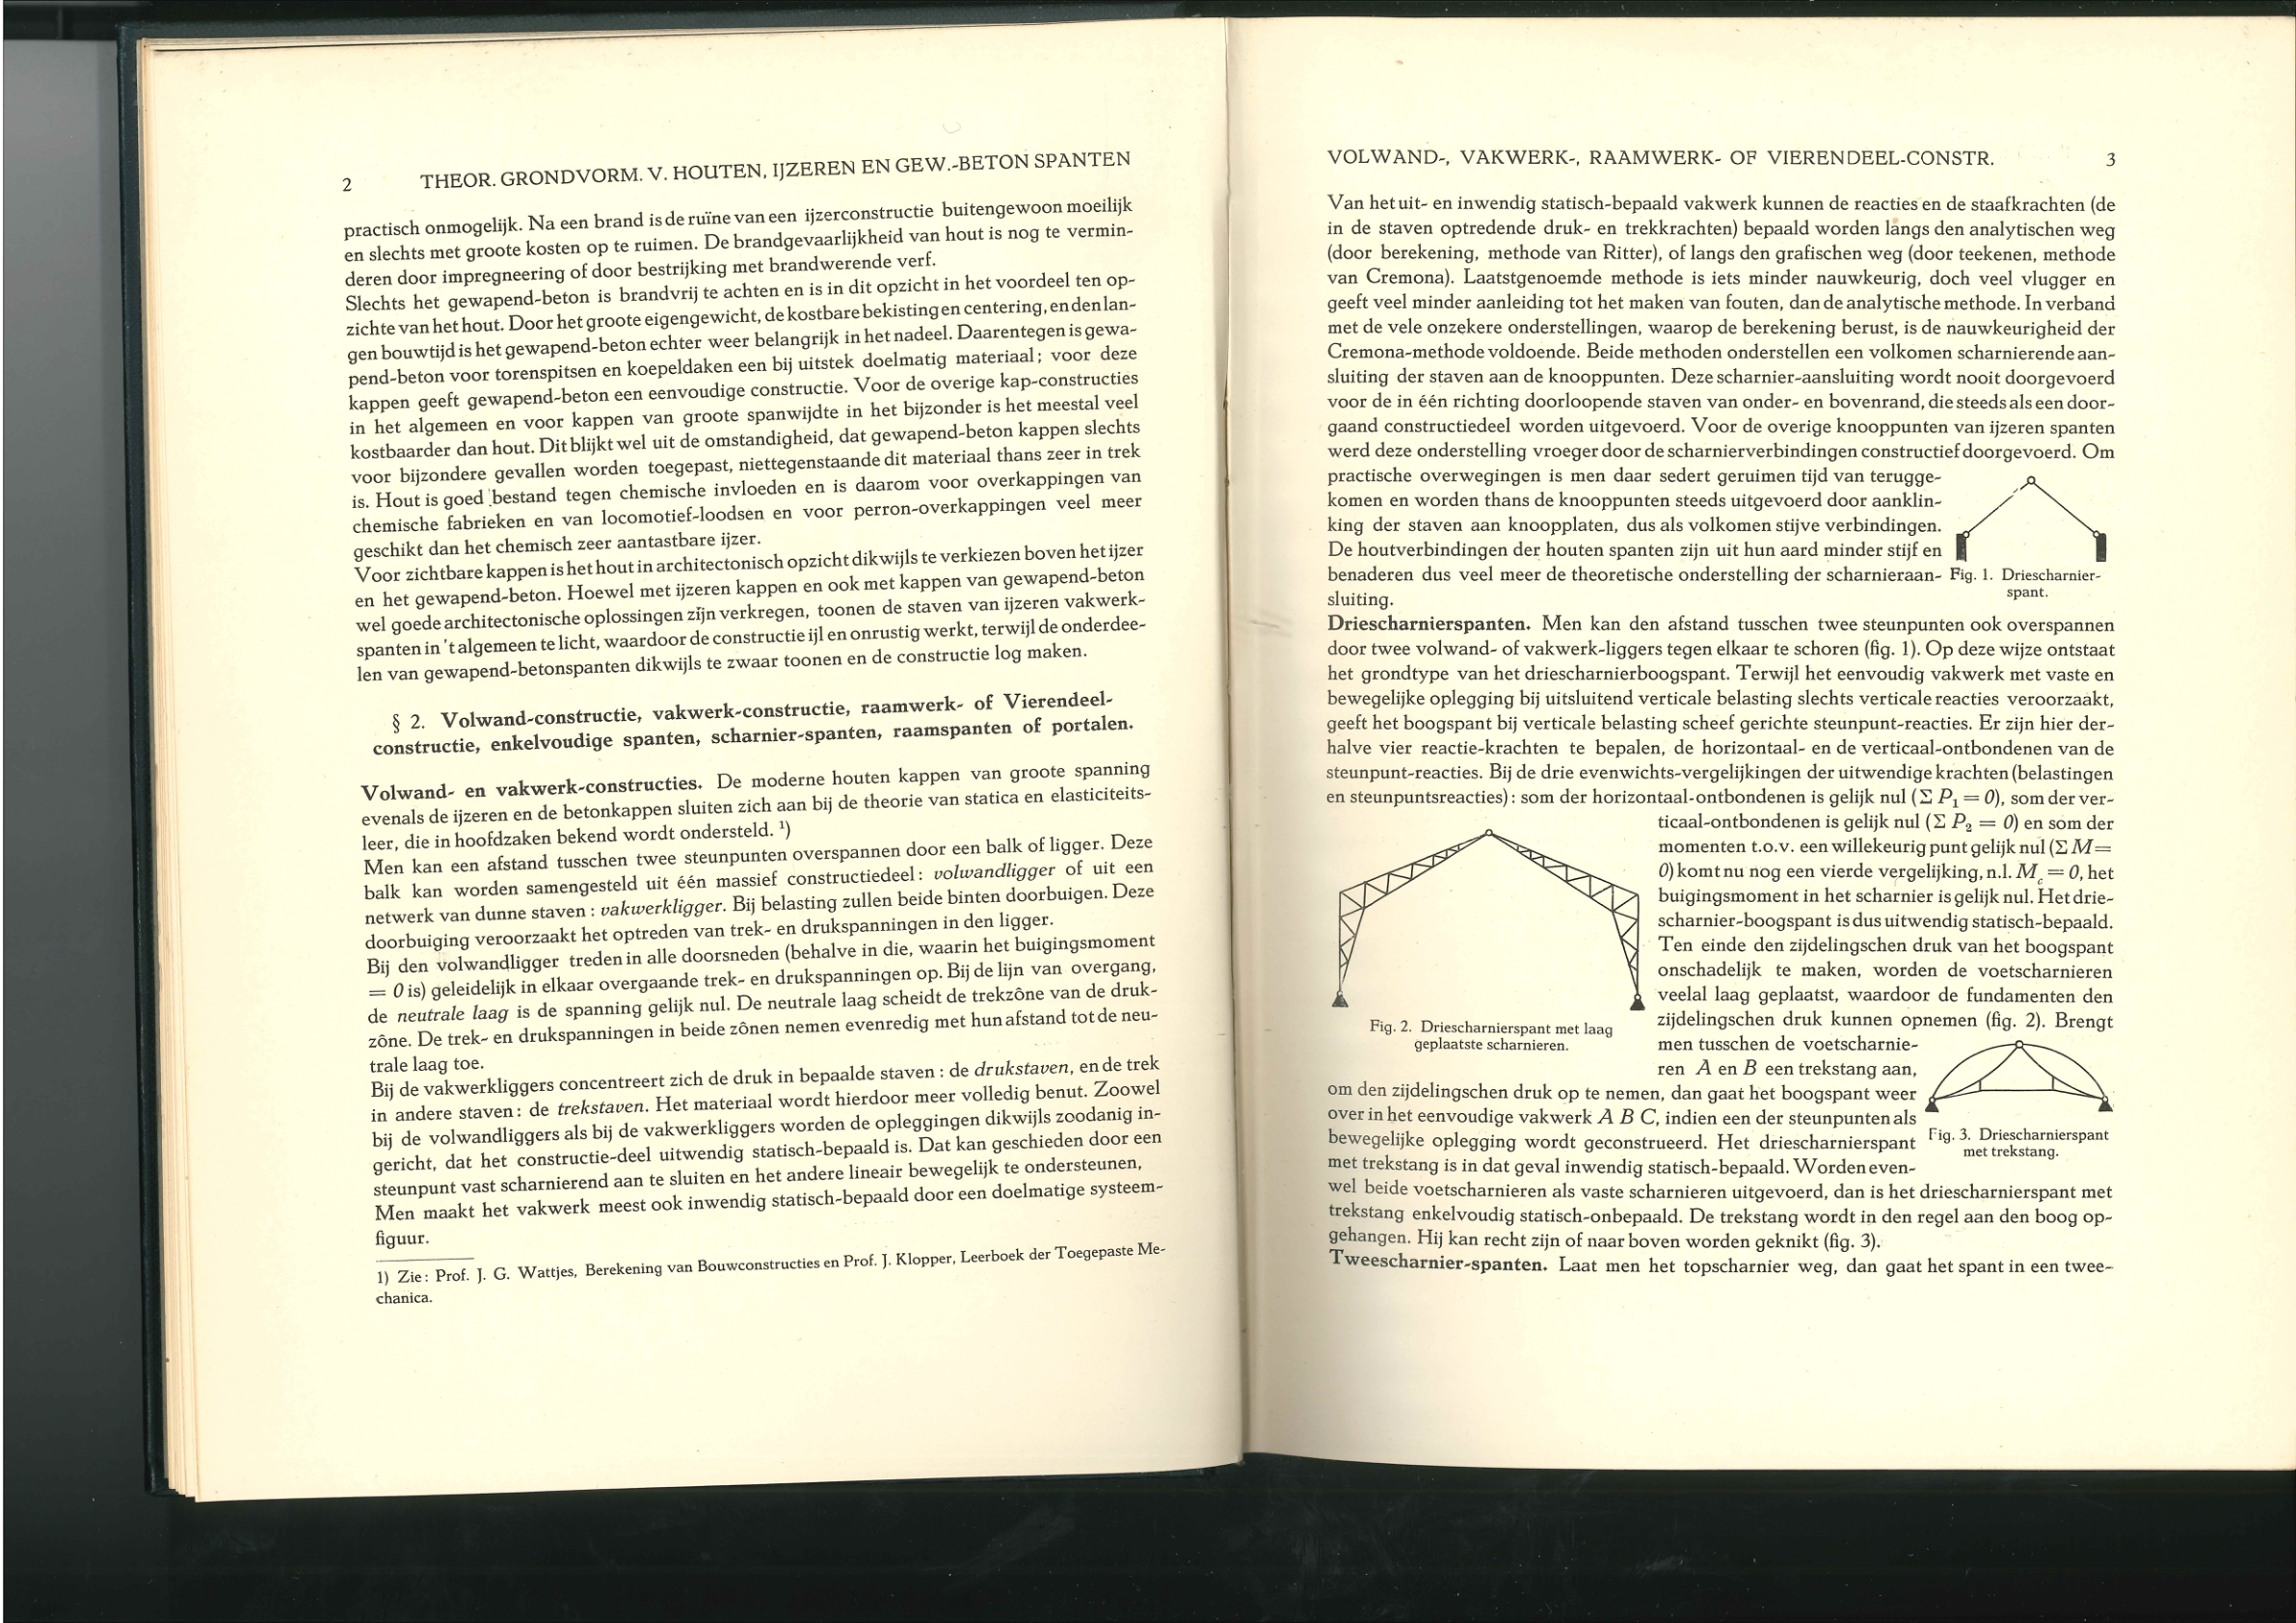 2 THEOR. GRONDVORM. V. HOUTEN, IJZEREN EN GEW.-BETON SPANTEN
practisch onmogelijk. Na een brand is de ruïne van een ijzerconstructie buitengewoon moeilijk
en slechts met groote kosten op te ruimen. De brandgevaarlijkheid van hout is nog te vermin-
deren door impregneering of door bestrijking met brandwerende verf.
Slechts het gewapend-beton is brandvrij te achten en is in dit opzicht in het voordeel ten op-
zichte van het hout. Door het groote eigengewicht, de kostbare bekisting en centering, en den lan-
gen bouwtijd is het gewapend-beton echter weer belangrijk in het nadeel. Daarentegen is gewa-
pend-beton voor torenspitsen en koepeldaken een bij uitstek doelmatig materiaal; voor deze
kappen geeft gewapend-beton een eenvoudige constructie. Voor de overige kap-constructies
in het algemeen en voor kappen van groote spanwijdte in het bijzonder is het meestal veel
kostbaarder dan hout. Dit blijkt wel uit de omstandigheid, dat gewapend-beton kappen slechts
voor bijzondere gevallen worden toegepast, niettegenstaande dit materiaal thans zeer in trek
is. Hout is goed bestand tegen chemische invloeden en is daarom voor overkappingen van
chemische fabrieken en van locomotief-loodsen en voor perron-overkappingen veel meer
geschikt dan het chemisch zeer aantastbare ijzer.
Voor zichtbare kappen is het hout in architectonisch opzicht dikwijls te verkiezen boven het ijzer
en het gewapend-beton. Hoewel met ijzeren kappen en ook met kappen van gewapend-beton
wel goede architectonische oplossingen zijn verkregen, toonen de staven van ijzeren vakwerk-
spanten in 't algemeen te licht, waardoor de constructie ijl en onrustig werkt, terwijl de onderdee-
len van gewapend-betonspanten dikwijls te zwaar toonen en de constructie log maken.
§ 2. Volwand-constructie, vakwerk-constructie, raamwerk- of Vierendeel-
constructie, enkelvoudige spanten, scharnier-spanten, raamspanten of portalen.
Volwand- en vakwerk-constructies. De moderne houten kappen van groote spanning
evenals de ijzeren en de betonkappen sluiten zich aan bij de theorie van statica en elasticiteits-
leer, die in hoofdzaken bekend wordt ondersteld. ¹)
Men kan een afstand tusschen twee steunpunten overspannen door een balk of ligger. Deze
balk kan worden samengesteld uit één massief constructiedeel: volwandligger of uit een
netwerk van dunne staven : vakwerkligger. Bij belasting zullen beide binten doorbuigen. Deze
doorbuiging veroorzaakt het optreden van trek- en drukspanningen in den ligger.
Bij den volwandligger treden in alle doorsneden (behalve in die, waarin het buigingsmoment
= 0 is) geleidelijk in elkaar overgaande trek- en drukspanningen op. Bij de lijn van overgang,
de neutrale laag is de spanning gelijk nul. De neutrale laag scheidt de trekzône van de druk-
zône. De trek- en drukspanningen in beide zônen nemen evenredig met hun afstand tot de neu-
trale laag toe.
Bij de vakwerkliggers concentreert zich de druk in bepaalde staven : de drukstaven, en de trek
in andere staven: de trekstaven. Het materiaal wordt hierdoor meer volledig benut. Zoowel
bij de volwandliggers als bij de vakwerkliggers worden de opleggingen dikwijls zoodanig in-
gericht, dat het constructie-deel uitwendig statisch-bepaald is. Dat kan geschieden door een
steunpunt vast scharnierend aan te sluiten en het andere lineair bewegelijk te ondersteunen,
Men maakt het vakwerk meest ook inwendig statisch-bepaald door een doelmatige systeem-
figuur.
1) Zie: Prof. J. G. Wattjes, Berekening van Bouwconstructies en Prof. J. Klopper, Leerboek der Toegepaste Me-
chanica.
VOLWAND-, VAKWERK-, RAAMWERK- OF VIERENDEEL-CONSTR. 3
Van het uit- en inwendig statisch-bepaald vakwerk kunnen de reacties en de staafkrachten (de
in de staven optredende druk- en trekkrachten) bepaald worden langs den analytischen weg
(door berekening, methode van Ritter), of langs den grafischen weg (door teekenen, methode
van Cremona). Laatstgenoemde methode is iets minder nauwkeurig, doch veel vlugger en
geeft veel minder aanleiding tot het maken van fouten, dan de analytische methode. In verband
met de vele onzekere onderstellingen, waarop de berekening berust, is de nauwkeurigheid der
Cremona-methode voldoende. Beide methoden onderstellen een volkomen scharnierende aan-
sluiting der staven aan de knooppunten. Deze scharnier-aansluiting wordt nooit doorgevoerd
voor de in één richting doorloopende staven van onder- en bovenrand, die steeds als een door-
gaand constructiedeel worden uitgevoerd. Voor de overige knooppunten van ijzeren spanten
werd deze onderstelling vroeger door de scharnierverbindingen constructief doorgevoerd. Om
practische overwegingen is men daar sedert geruimen tijd van terugge-
komen en worden thans de knooppunten steeds uitgevoerd door aanklin-
king der staven aan knoopplaten, dus als volkomen stijve verbindingen.
De houtverbindingen der houten spanten zijn uit hun aard minder stijf en
benaderen dus veel meer de theoretische onderstelling der scharnieraan-
sluiting.
Fig. 1. Driescharnier-
spant.
Driescharnierspanten. Men kan den afstand tusschen twee steunpunten ook overspannen
door twee volwand- of vakwerk-liggers tegen elkaar te schoren (fig. 1). Op deze wijze ontstaat
het grondtype van het driescharnierboogspant. Terwijl het eenvoudig vakwerk met vaste en
bewegelijke oplegging bij uitsluitend verticale belasting slechts verticale reacties veroorzaakt,
geeft het boogspant bij verticale belasting scheef gerichte steunpunt-reacties. Er zijn hier der-
halve vier reactie-krachten te bepalen, de horizontaal- en de verticaal-ontbondenen van de
steunpunt-reacties. Bij de drie evenwichts-vergelijkingen der uitwendige krachten (belastingen
en steunpuntsreacties): som der horizontaal-ontbondenen is gelijk nul (Σ P₁ = 0), som der ver-
ticaal-ontbondenen is gelijk nul (Σ P₂ = 0) en som der
momenten t.o.v. een willekeurig punt gelijk nul (Σ M=
0) komt nu nog een vierde vergelijking, n.l. M_c = 0, het
buigingsmoment in het scharnier is gelijk nul. Het drie-
scharnier-boogspant is dus uitwendig statisch-bepaald.
Ten einde den zijdelingschen druk van het boogspant
onschadelijk te maken, worden de voetscharnieren
veelal laag geplaatst, waardoor de fundamenten den
zijdelingschen druk kunnen opnemen (fig. 2). Brengt
men tusschen de voetscharnie-
ren A en B een trekstang aan,
Fig. 2. Driescharnierspant met laag
geplaatste scharnieren.
om den zijdelingschen druk op te nemen, dan gaat het boogspant weer
over in het eenvoudige vakwerk A B C, indien een der steunpunten als
bewegelijke oplegging wordt geconstrueerd. Het driescharnierspant
met trekstang is in dat geval inwendig statisch-bepaald. Worden even-
Fig. 3. Driescharnierspant
met trekstang.
wel beide voetscharnieren als vaste scharnieren uitgevoerd, dan is het driescharnierspant met
trekstang enkelvoudig statisch-onbepaald. De trekstang wordt in den regel aan den boog op-
gehangen. Hij kan recht zijn of naar boven worden geknikt (fig. 3).
Tweescharnier-spanten. Laat men het topscharnier weg, dan gaat het spant in een twee-